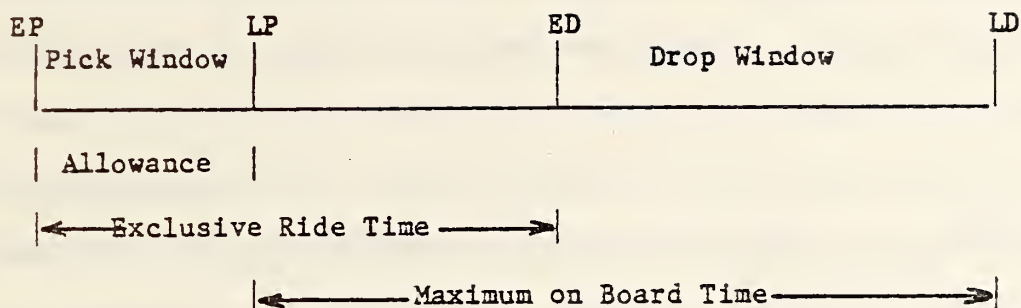 EP LP ED LD
Pick Window Drop Window
Allowance
Exclusive Ride Time
Maximum on Board Time